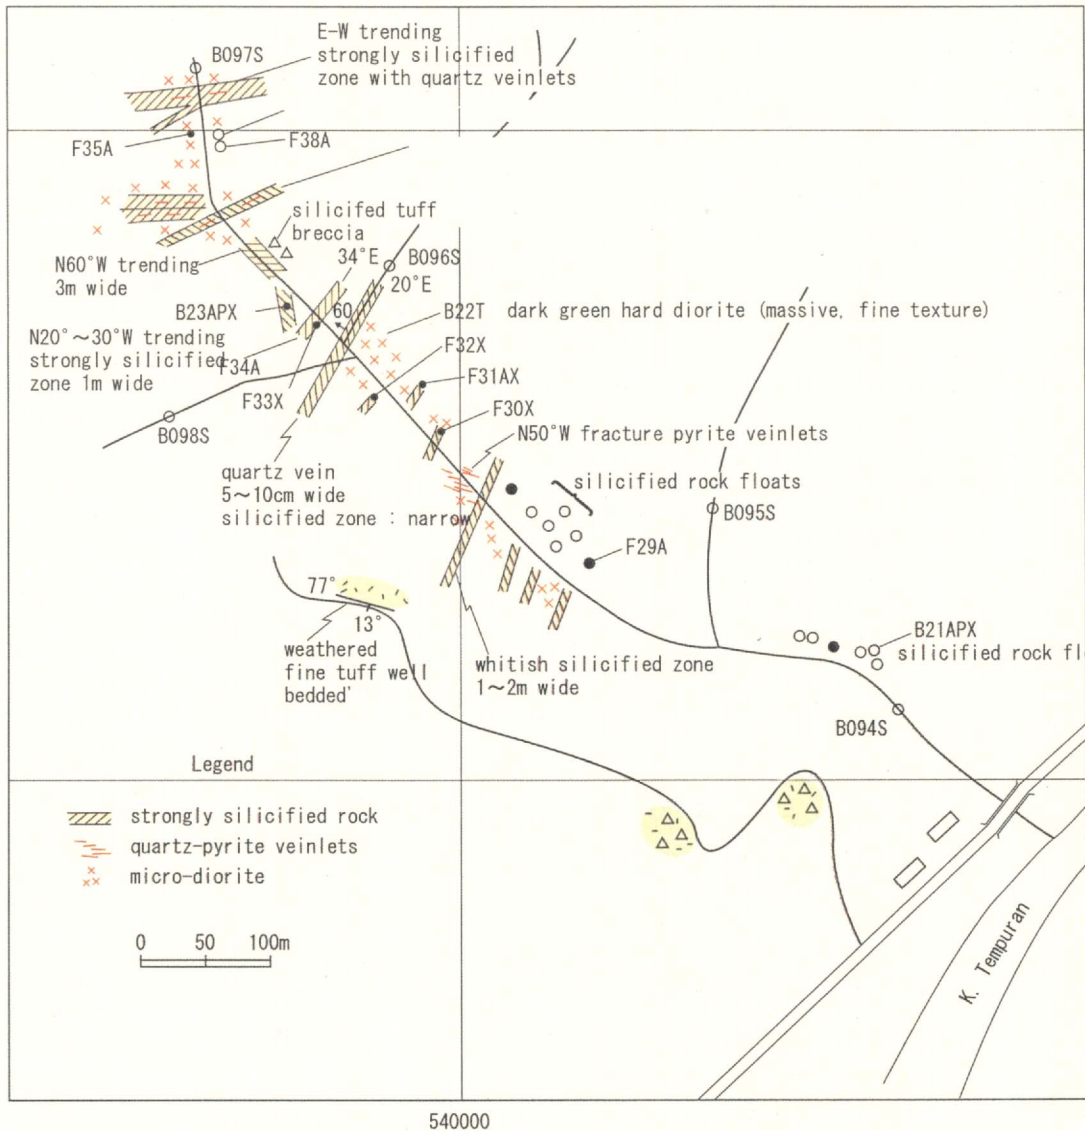 E-W trending
strongly silicified
zone with quartz veinlets
B097S
F35A
F38A
silicifed tuff
breccia
34°E
B096S
20°E
N60°W trending
3m wide
B23APX
60
B22T
dark green hard diorite (massive, fine texture)
N20°～30°W trending
strongly silicified
zone 1m wide
F34A
F32X
F33X
F31AX
B098S
F30X
N50°W fracture pyrite veinlets
quartz vein
5～10cm wide
silicified zone : narrow
silicified rock floats
B095S
F29A
77°
13°
weathered
fine tuff well
bedded'
whitish silicified zone
1～2m wide
B21APX
silicified rock fl
B094S
Legend
strongly silicified rock
quartz-pyrite veinlets
micro-diorite
0 50 100m
K. Tempuran
540000